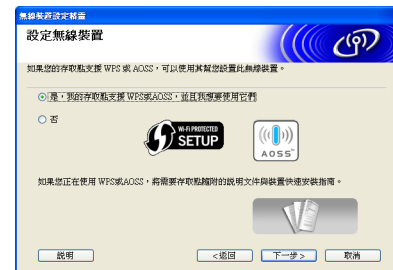 無線裝置設定精靈
設定無線裝置
如果您的存取點支援 WPS 或 AOSS，可以使用其幫您設置此無線裝置。
是，我的存取點支援 WPS或AOSS，並且我想要使用它們
否
WI-FI PROTECTED
SETUP
AOSS
如果您正在使用 WPS或AOSS，將需要存取點隨附的說明文件與裝置快速安裝指南。
說明
<返回
下一步>
取消